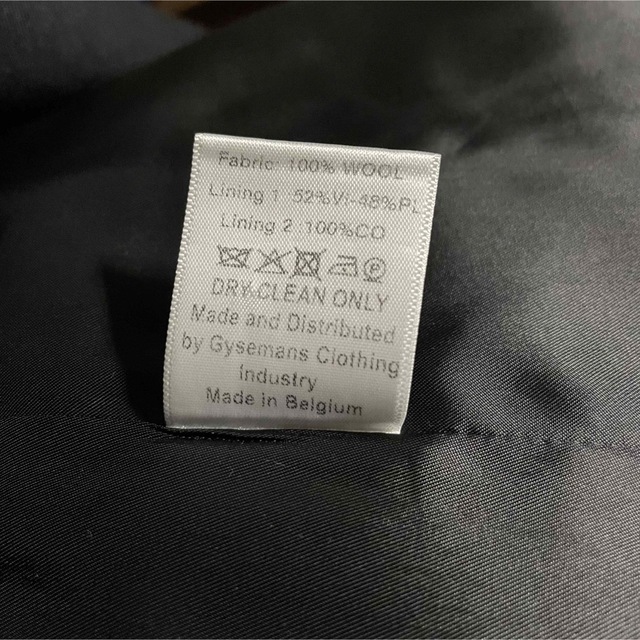 Fabric: 100% WOOL
Lining 1 :52%Vi-48%PL
Lining 2 :100%CO
P
DRY CLEAN ONLY
Made and Distributed
by Gysemans Clothing
Industry
Made in Belgium